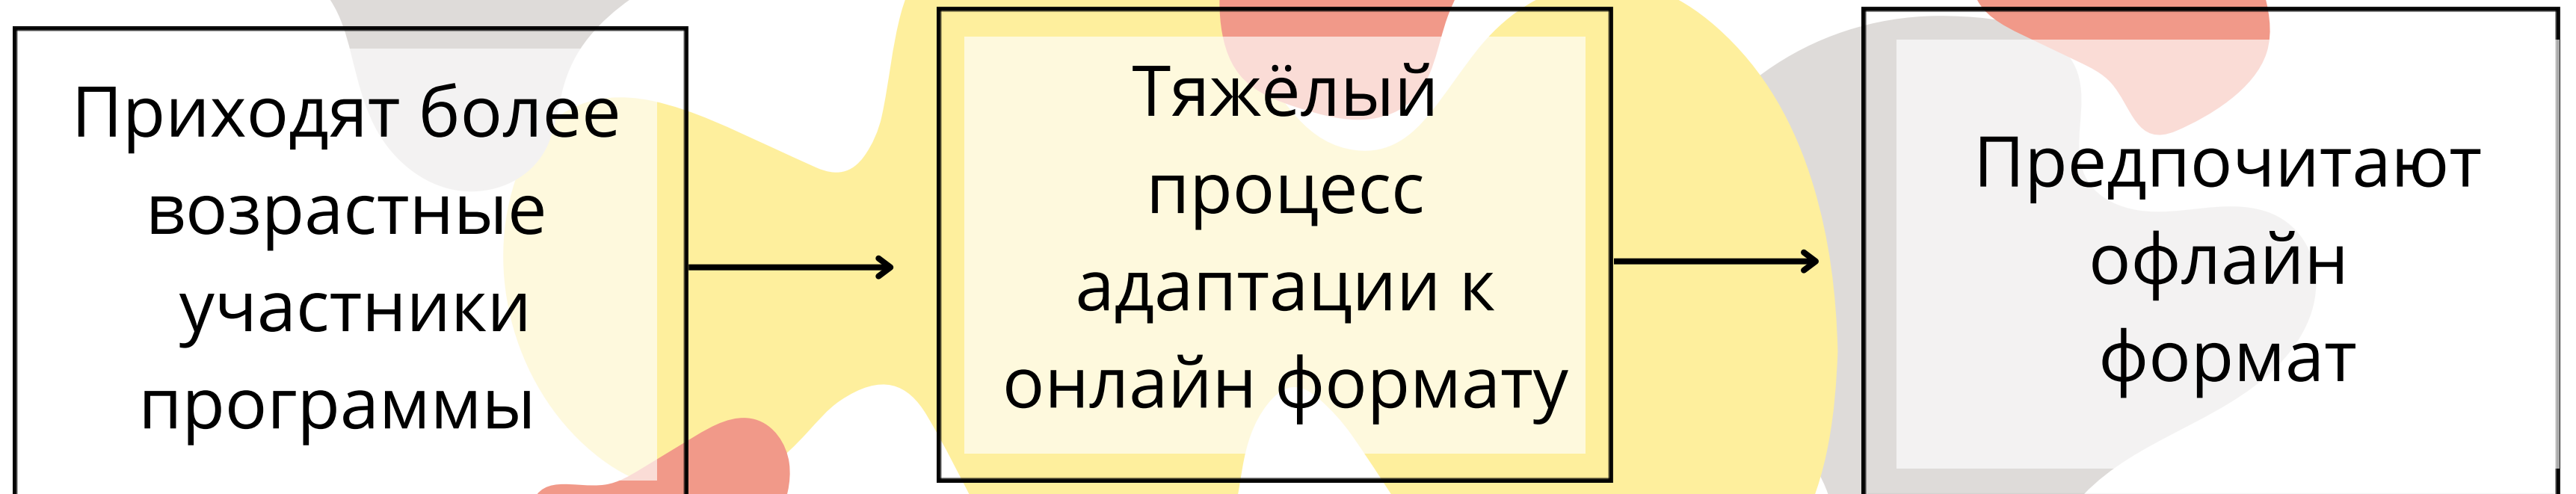 Приходят более
возрастные
участники
программы
Тяжёлый
процесс
адаптации к
онлайн формату
Предпочитают
офлайн
формат